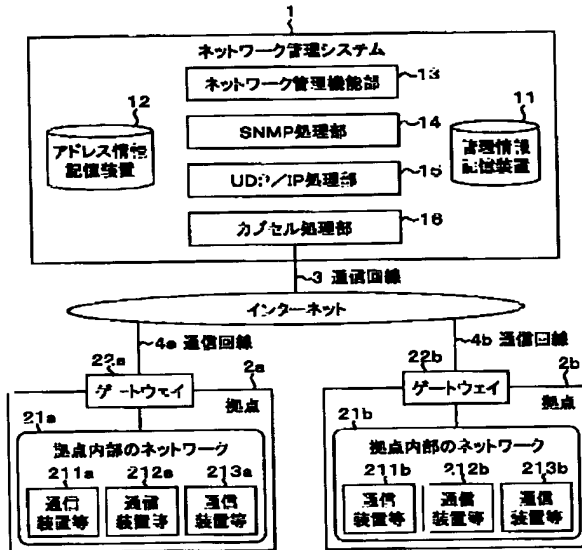 1
ネットワーク管理システム
12
アドレス情報
記憶装置
ネットワーク管理機能部
13
SNMP処理部
14
UDP/IP処理部
15
カプセル処理部
16
11
管理情報
記憶装置
3 通信回線
インターネット
4a 通信回線
4b 通信回線
22a
ゲートウェイ
2a
拠点
21a
拠点内部のネットワーク
211a
212a
213a
通信
装置等
通信
装置等
通信
装置等
22b
ゲートウェイ
2b
拠点
21b
拠点内部のネットワーク
211b
212b
213b
通信
装置等
通信
装置等
通信
装置等